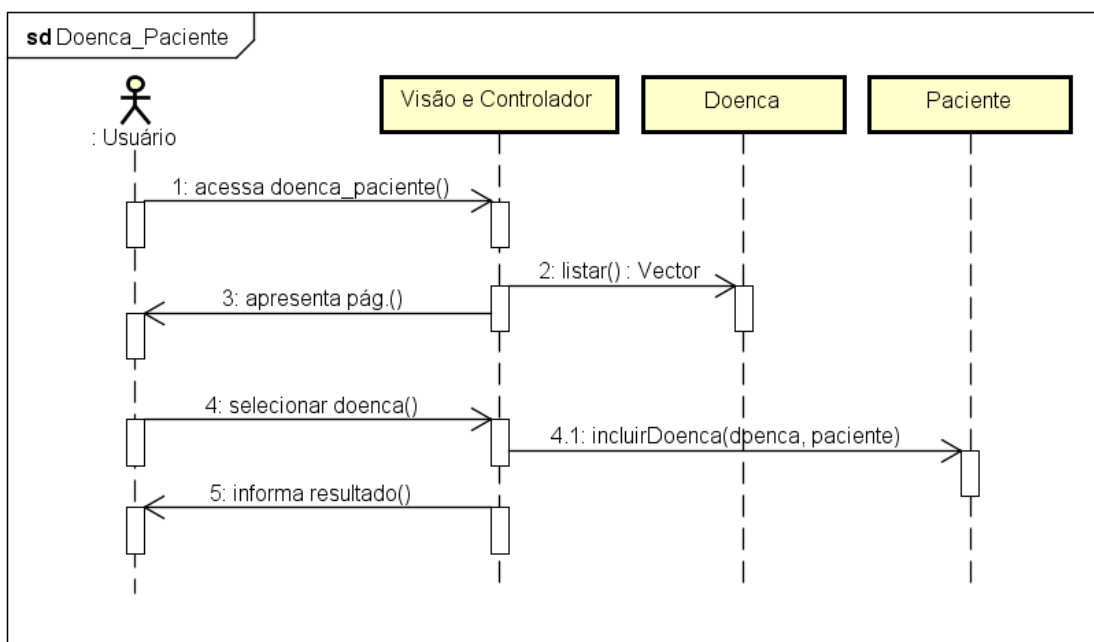 sd Doenca_Paciente
: Usuário
Visão e Controlador
Doenca
Paciente
1: acessa doenca_paciente()
2: listar() : Vector
3: apresenta pág.()
4: selecionar doenca()
4.1: incluirDoenca(doenca, paciente)
5: informa resultado()